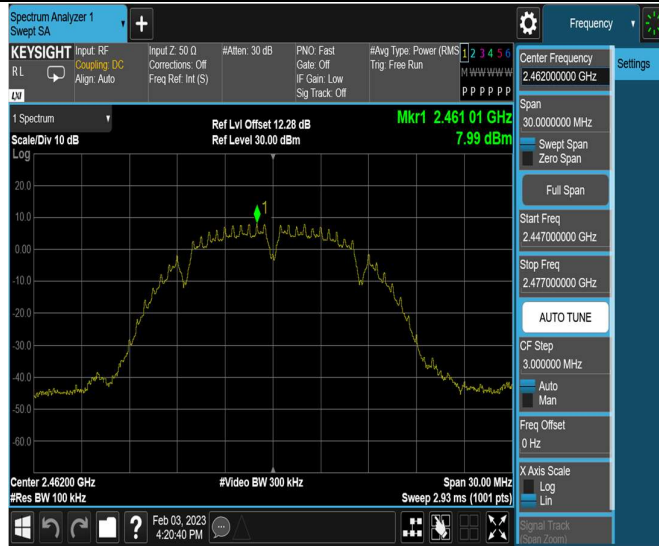 Spectrum Analyzer 1
Swept SA
Frequency
KEYSIGHT
RL
LXI
Input: RF
Coupling: DC
Align: Auto
Input Z: 50 Ω
Corrections: Off
Freq Ref: Int (S)
#Atten: 30 dB
PNO: Fast
Gate: Off
IF Gain: Low
Sig Track: Off
#Avg Type: Power (RMS
Trig: Free Run
1 2 3 4 5 6
M W W W W W
P P P P P P
1 Spectrum
Scale/Div 10 dB
Log
Ref Lvl Offset 12.28 dB
Ref Level 30.00 dBm
Mkr1 2.461 01 GHz
7.99 dBm
1
20.0
10.0
0.00
-10.0
-20.0
-30.0
-40.0
-50.0
-60.0
Center 2.46200 GHz
#Res BW 100 kHz
#Video BW 300 kHz
Span 30.00 MHz
Sweep 2.93 ms (1001 pts)
Feb 03, 2023
4:20:40 PM
Center Frequency
2.462000000 GHz
Settings
Span
30.0000000 MHz
Swept Span
Zero Span
Full Span
Start Freq
2.447000000 GHz
Stop Freq
2.477000000 GHz
AUTO TUNE
CF Step
3.000000 MHz
Auto
Man
Freq Offset
0 Hz
X Axis Scale
Log
Lin
Signal Track
(Span Zoom)